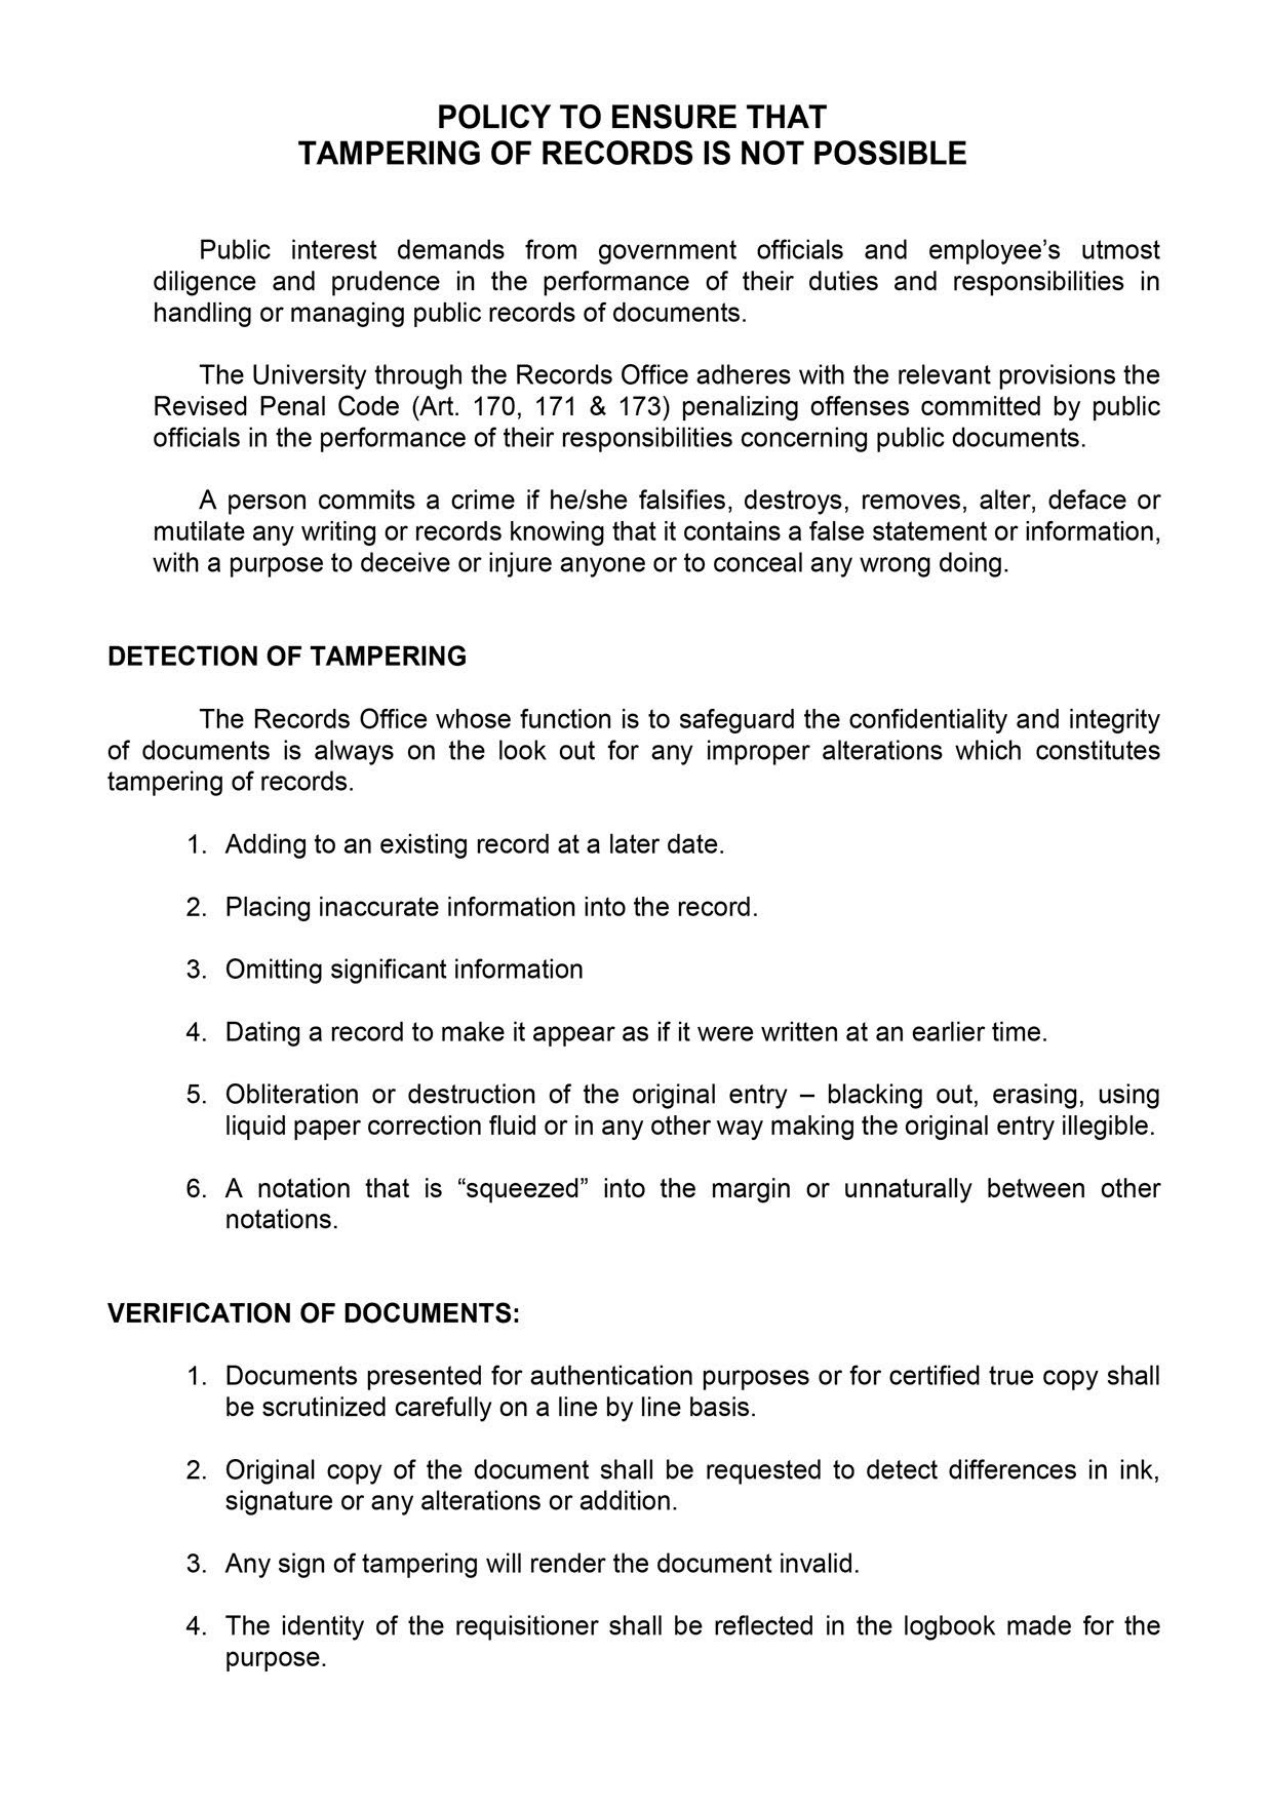 POLICY TO ENSURE THAT
TAMPERING OF RECORDS IS NOT POSSIBLE
Public interest demands from government officials and employee’s utmost
diligence and prudence in the performance of their duties and responsibilities in
handling or managing public records of documents.
The University through the Records Office adheres with the relevant provisions the
Revised Penal Code (Art. 170, 171 & 173) penalizing offenses committed by public
officials in the performance of their responsibilities concerning public documents.
A person commits a crime if he/she falsifies, destroys, removes, alter, deface or
mutilate any writing or records knowing that it contains a false statement or information,
with a purpose to deceive or injure anyone or to conceal any wrong doing.
DETECTION OF TAMPERING
The Records Office whose function is to safeguard the confidentiality and integrity
of documents is always on the look out for any improper alterations which constitutes
tampering of records.
1. Adding to an existing record at a later date.
2. Placing inaccurate information into the record.
3. Omitting significant information
4. Dating a record to make it appear as if it were written at an earlier time.
5. Obliteration or destruction of the original entry – blacking out, erasing, using
liquid paper correction fluid or in any other way making the original entry illegible.
6. A notation that is “squeezed” into the margin or unnaturally between other
notations.
VERIFICATION OF DOCUMENTS:
1. Documents presented for authentication purposes or for certified true copy shall
be scrutinized carefully on a line by line basis.
2. Original copy of the document shall be requested to detect differences in ink,
signature or any alterations or addition.
3. Any sign of tampering will render the document invalid.
4. The identity of the requisitioner shall be reflected in the logbook made for the
purpose.